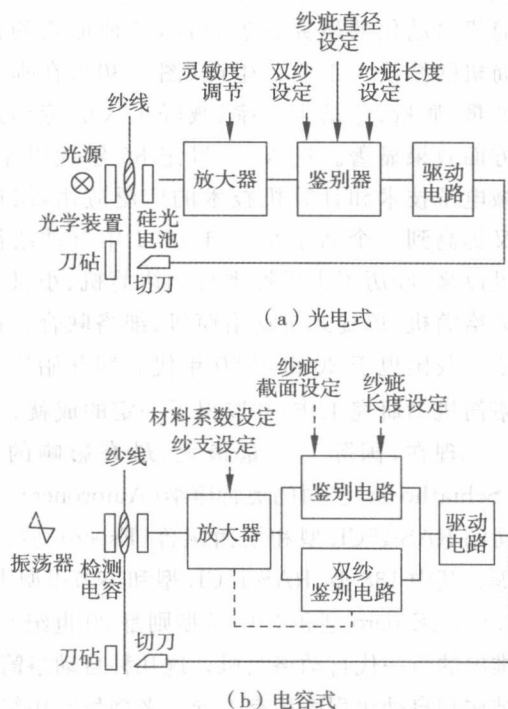 纱疵直径
设定
灵敏度
调节
双纱
设定
纱疵长度
设定
纱线
光源
放大器
鉴别器
驱动
电路
光学装置
硅光
电池
刀砧
切刀
(a) 光电式
纱疵
截面设定
纱疵
长度设定
材料系数设定
纱支设定
纱线
放大器
鉴别电路
驱动
电路
振荡器
检测
电容
双纱
鉴别电路
刀砧
切刀
(b) 电容式